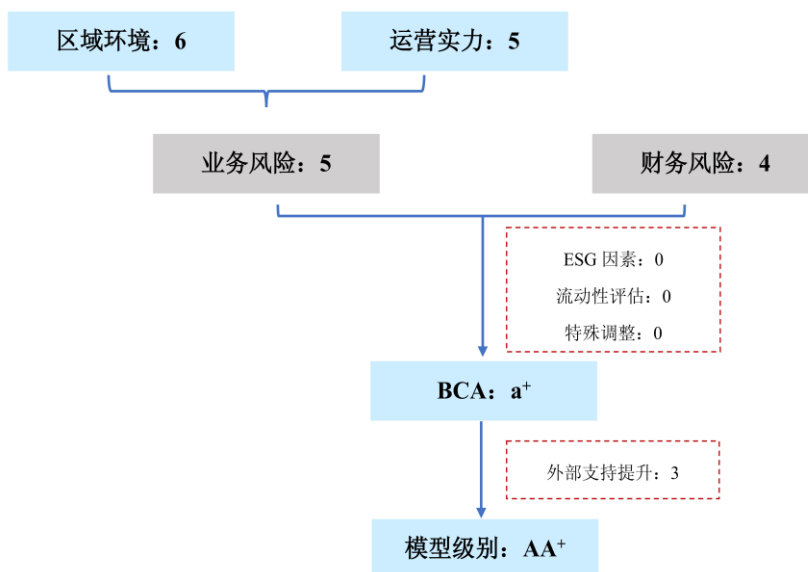 区域环境：6
运营实力：5
业务风险：5
财务风险：4
ESG 因素：0
流动性评估：0
特殊调整：0
BCA：a⁺
外部支持提升：3
模型级别：AA⁺